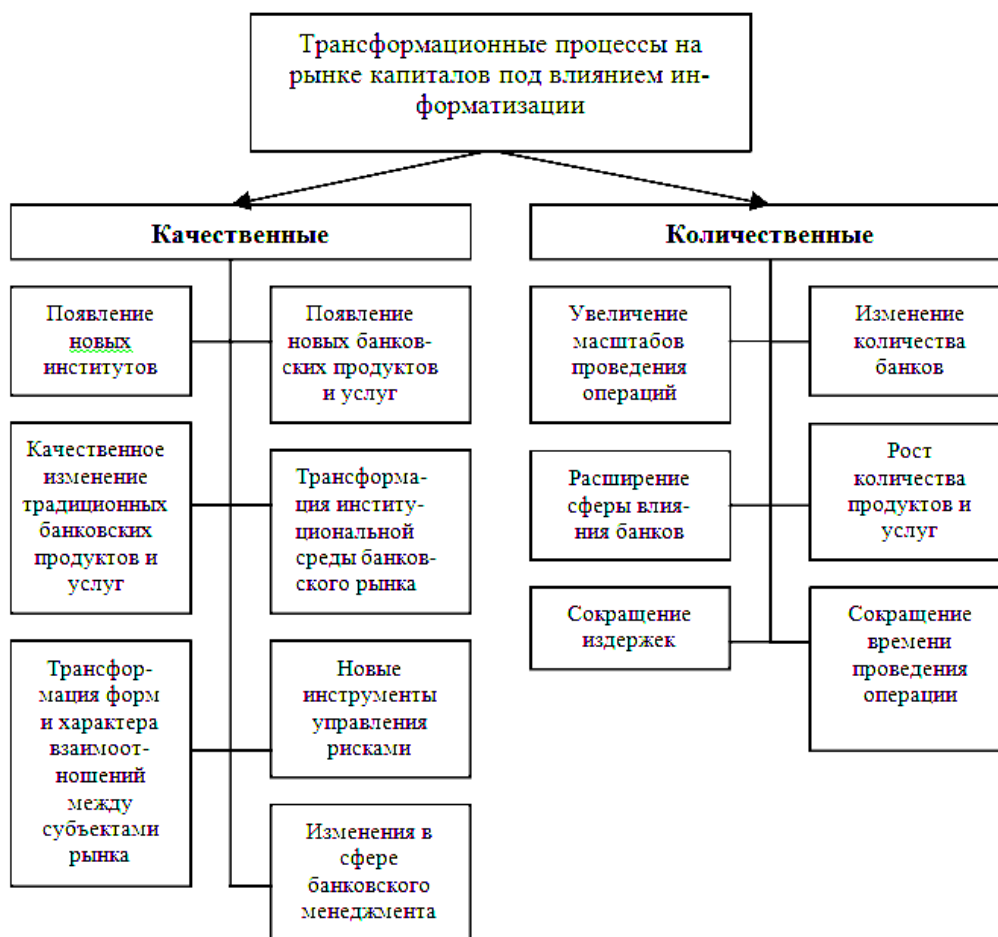 Трансформационные процессы на
рынке капиталов под влиянием ин-
форматизации
Качественные
Появление
новых
институтов
Появление
новых банков-
ских продуктов
и услуг
Качественное
изменение
традиционных
банковских
продуктов и
услуг
Трансформа-
ция институ-
циональной
среды банков-
ского рынка
Трансфор-
мация форм
и характера
взаимоот-
ношений
между
субъектами
рынка
Новые
инструменты
управления
рисками
Изменения в
сфере
банковского
менеджмента
Количественные
Увеличение
масштабов
проведения
операций
Изменение
количества
банков
Расширение
сферы влия-
ния банков
Рост
количества
продуктов и
услуг
Сокращение
издержек
Сокращение
времени
проведения
операции